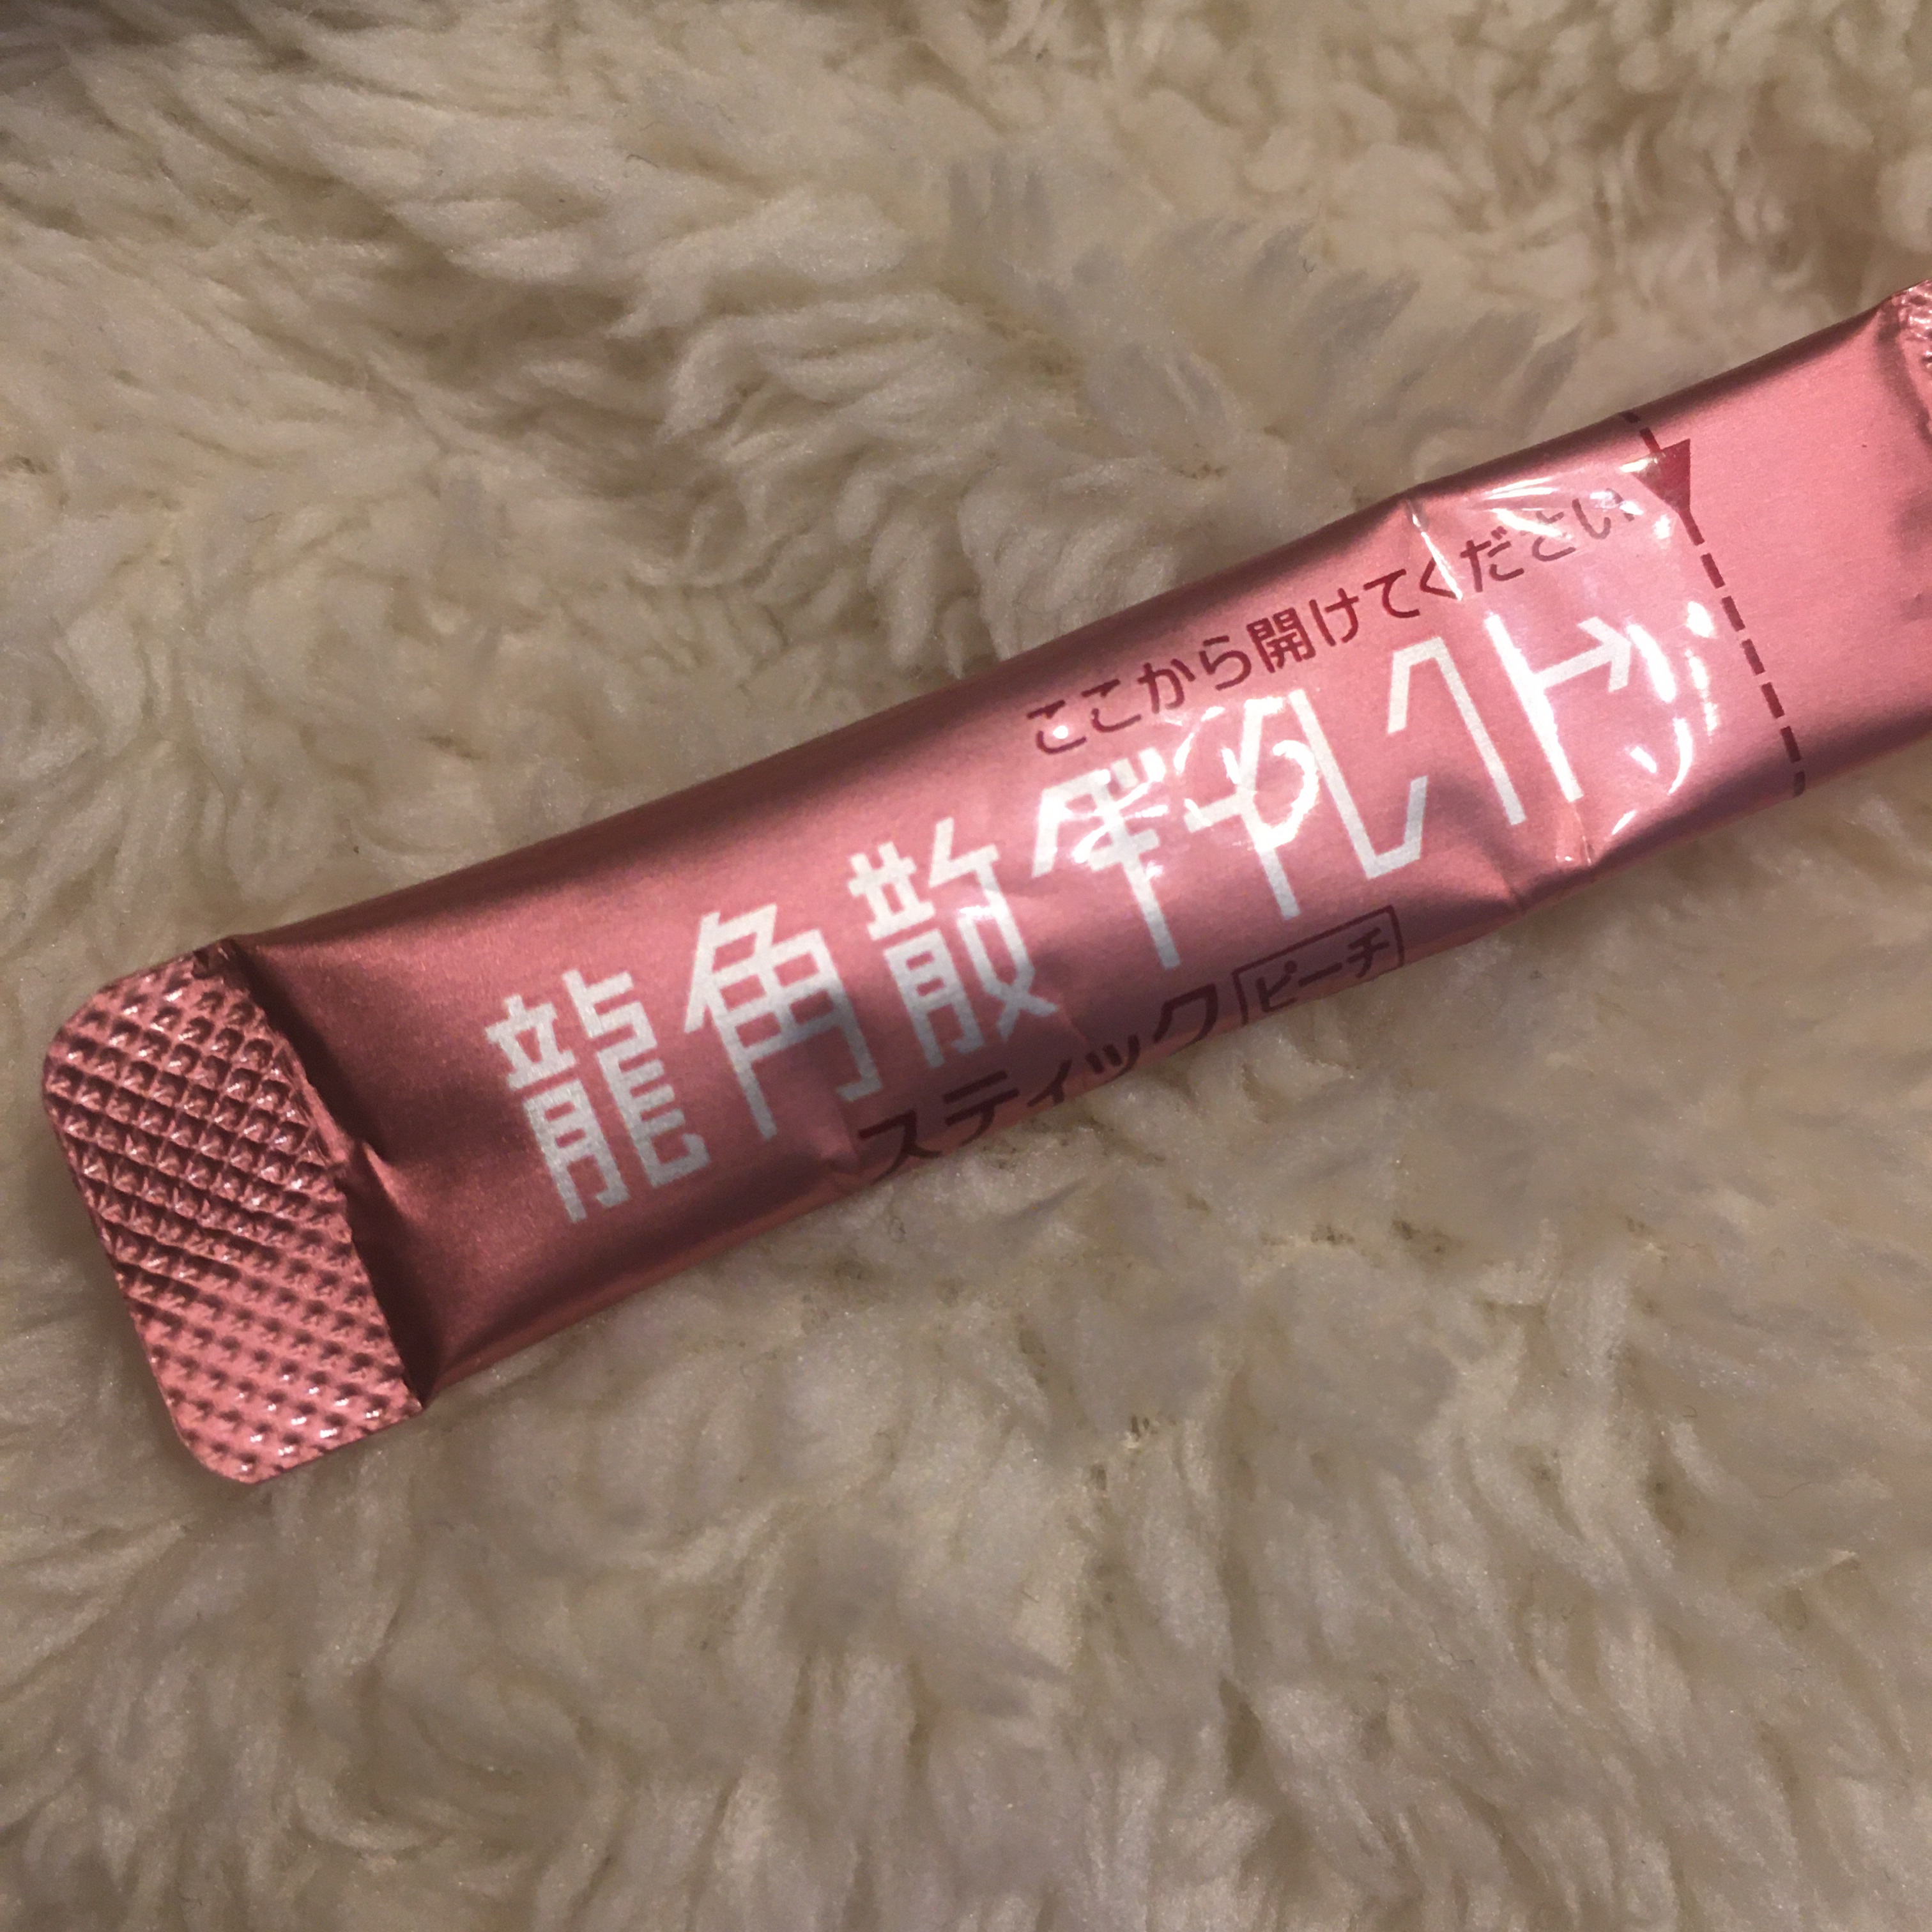 ここから開けてください
龍角散ダイレクト
スティック ピーチ